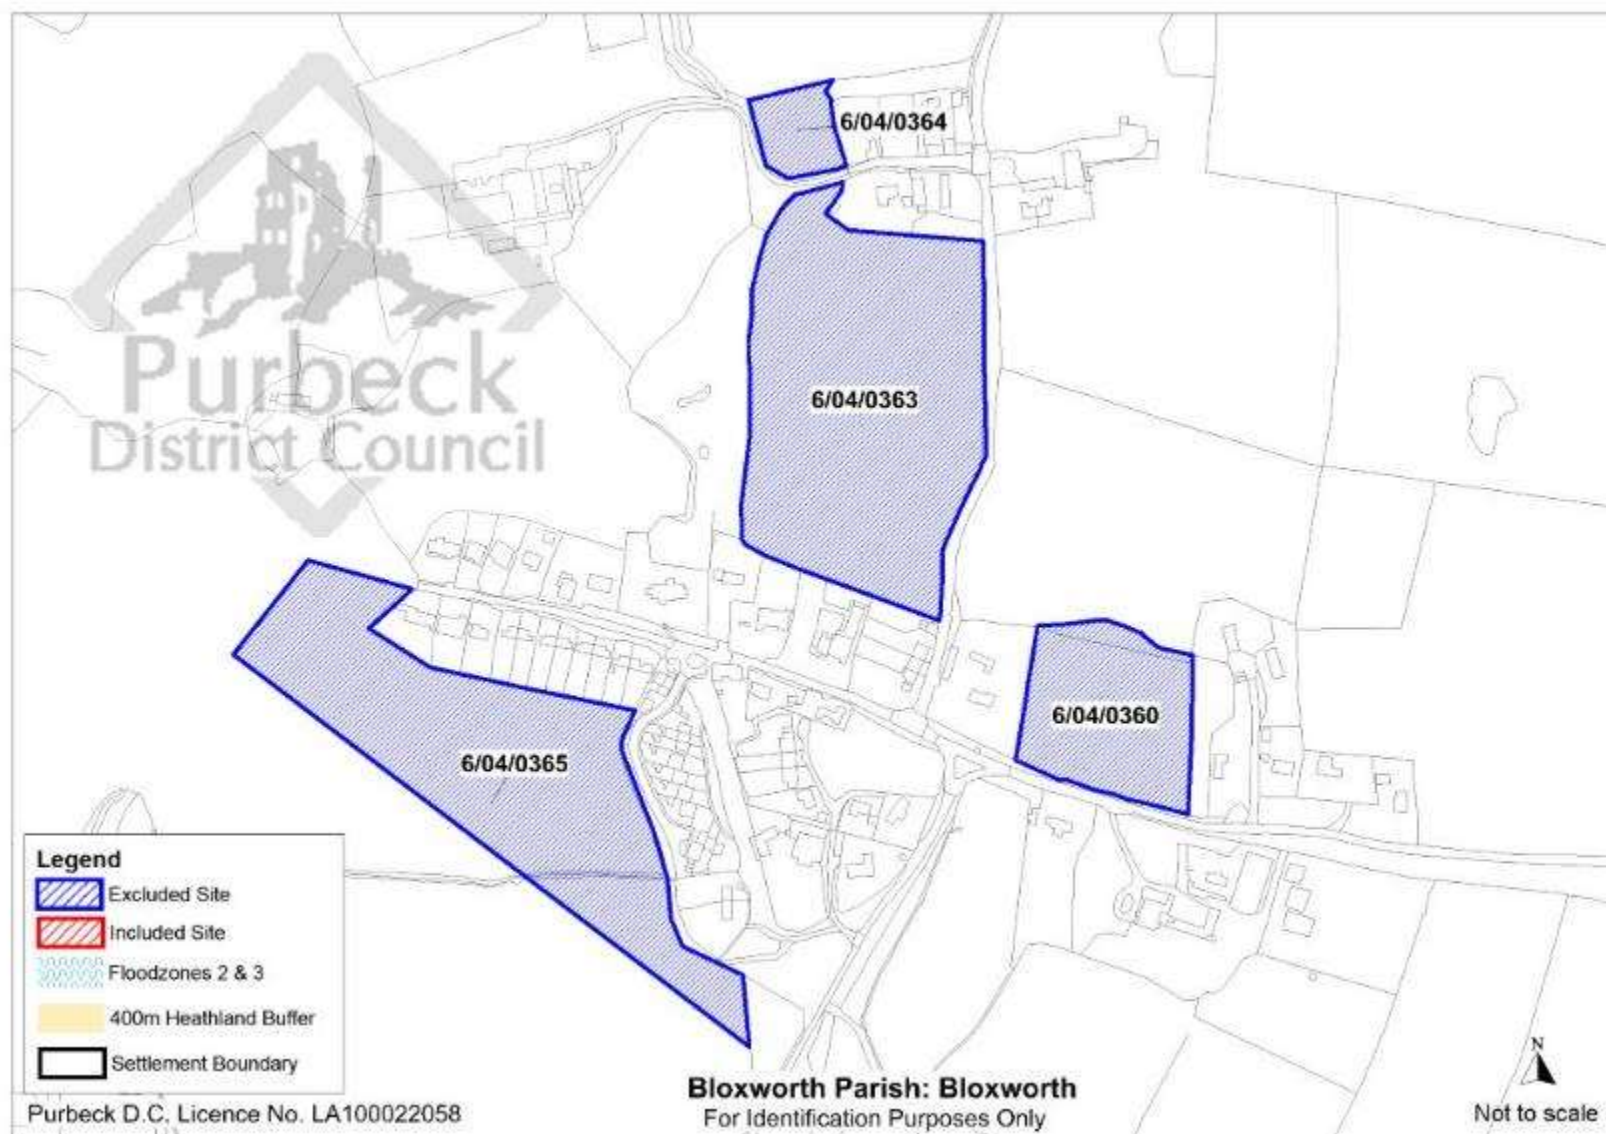 6/04/0364
Purbeck
District Council
6/04/0363
6/04/0360
6/04/0365
Legend
Excluded Site
Included Site
Floodzones 2 & 3
400m Heathland Buffer
Settlement Boundary
Purbeck D.C. Licence No. LA100022058
Bloxworth Parish: Bloxworth
For Identification Purposes Only
N
Not to scale